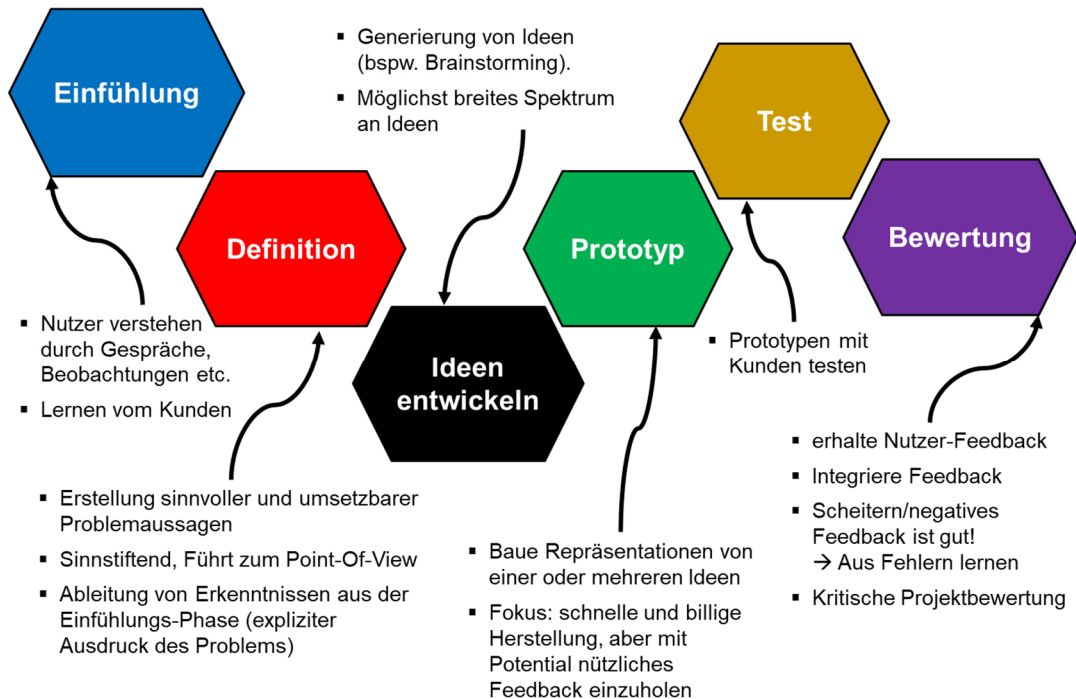 Einfühlung
▪ Nutzer verstehen
durch Gespräche,
Beobachtungen etc.
▪ Lernen vom Kunden
Definition
▪ Erstellung sinnvoller und umsetzbarer
Problemaussagen
▪ Sinnstiftend, Führt zum Point-Of-View
▪ Ableitung von Erkenntnissen aus der
Einfühlungs-Phase (expliziter
Ausdruck des Problems)
▪ Generierung von Ideen
(bspw. Brainstorming).
▪ Möglichst breites Spektrum
an Ideen
Ideen
entwickeln
Prototyp
▪ Baue Repräsentationen von
einer oder mehreren Ideen
▪ Fokus: schnelle und billige
Herstellung, aber mit
Potential nützliches
Feedback einzuholen
Test
▪ Prototypen mit
Kunden testen
Bewertung
▪ erhalte Nutzer-Feedback
▪ Integriere Feedback
▪ Scheitern/negatives
Feedback ist gut!
→ Aus Fehlern lernen
▪ Kritische Projektbewertung